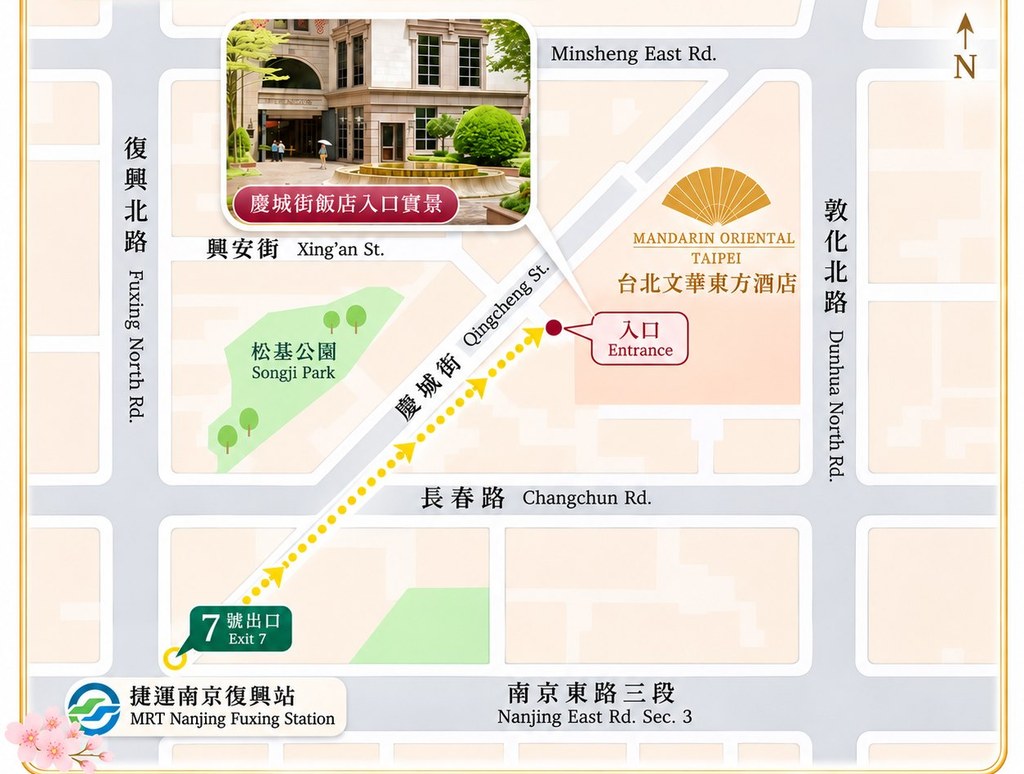 Minsheng East Rd.
N
復興北路 Fuxing North Rd.
慶城街飯店入口實景
興安街 Xing'an St.
MANDARIN ORIENTAL
TAIPEI
台北文華東方酒店
敦化北路 Dunhua North Rd.
慶城街 Qingcheng St.
入口
Entrance
松基公園
Songji Park
長春路 Changchun Rd.
7 號出口
Exit 7
捷運南京復興站
MRT Nanjing Fuxing Station
南京東路三段
Nanjing East Rd. Sec. 3